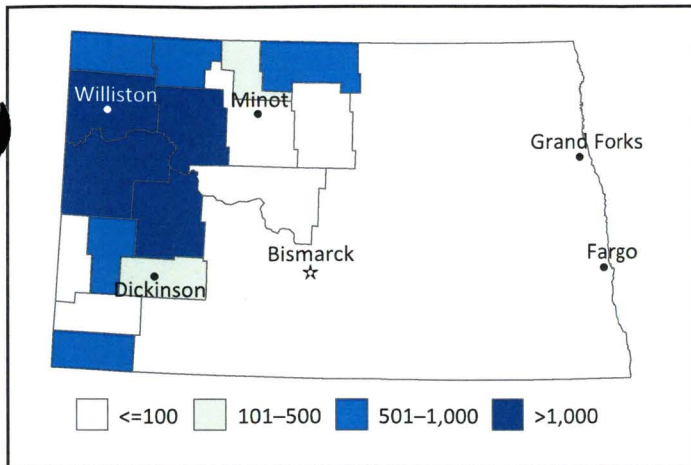 Williston
Minot
Grand Forks
Bismarck
Fargo
Dickinson
<=100 101–500 501–1,000 >1,000